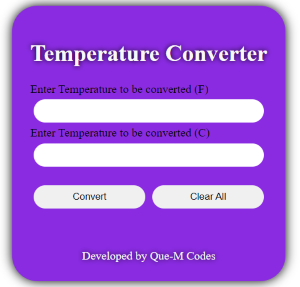 Temperature Converter
Enter Temperature to be converted (F)
Enter Temperature to be converted (C)
Convert Clear All
Developed by Que-M Codes